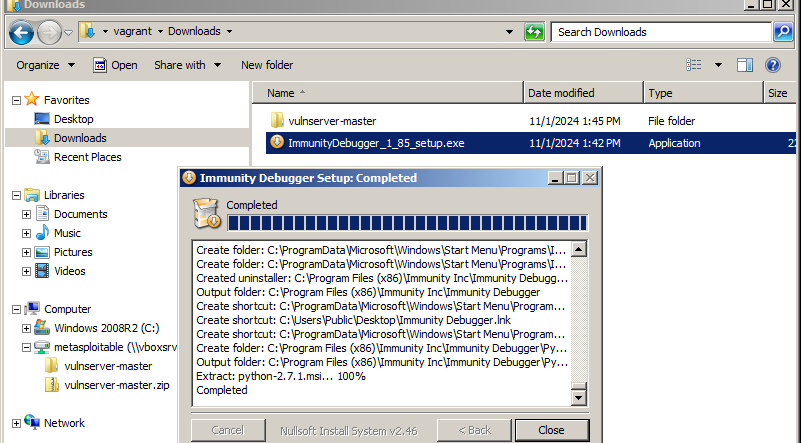 Downloads
vagrant Downloads
Search Downloads
Organize Open Share with New folder
Name Date modified Type Size
Favorites
Desktop
Downloads
Recent Places
Libraries
Documents
Music
Pictures
Videos
Computer
Windows 2008R2 (C:)
metasploitable (\\vboxsrv
vulnserver-master
vulnserver-master.zip
Network
vulnserver-master 11/1/2024 1:45 PM File folder
ImmunityDebugger_1_85_setup.exe 11/1/2024 1:42 PM Application 22
Immunity Debugger Setup: Completed
Completed
Create folder: C:\ProgramData\Microsoft\Windows\Start Menu\Programs\I...
Create folder: C:\ProgramData\Microsoft\Windows\Start Menu\Programs\I...
Created uninstaller: C:\Program Files (x86)\Immunity Inc\Immunity Debugg...
Output folder: C:\Program Files (x86)\Immunity Inc\Immunity Debugger
Create shortcut: C:\ProgramData\Microsoft\Windows\Start Menu\Program...
Create shortcut: C:\Users\Public\Desktop\Immunity Debugger.lnk
Create shortcut: C:\ProgramData\Microsoft\Windows\Start Menu\Program...
Create folder: C:\Program Files (x86)\Immunity Inc\Immunity Debugger\Py...
Output folder: C:\Program Files (x86)\Immunity Inc\Immunity Debugger\Py...
Extract: python-2.7.1.msi... 100%
Completed
Cancel Nullsoft Install System v2.46 < Back Close